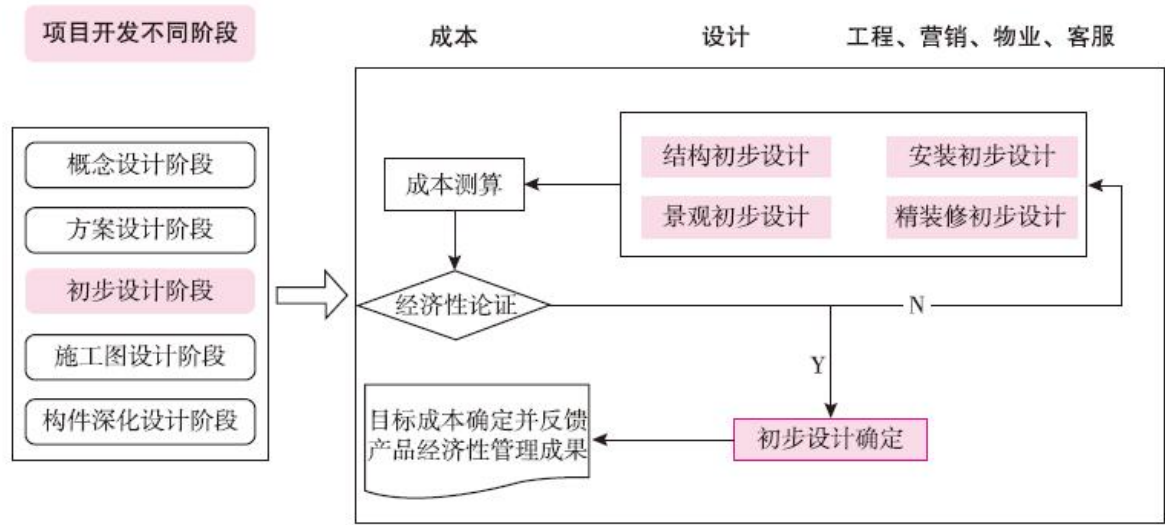 项目开发不同阶段
成本
设计
工程、营销、物业、客服
概念设计阶段
方案设计阶段
初步设计阶段
施工图设计阶段
构件深化设计阶段
结构初步设计
安装初步设计
景观初步设计
精装修初步设计
成本测算
经济性论证
N
Y
初步设计确定
目标成本确定并反馈
产品经济性管理成果